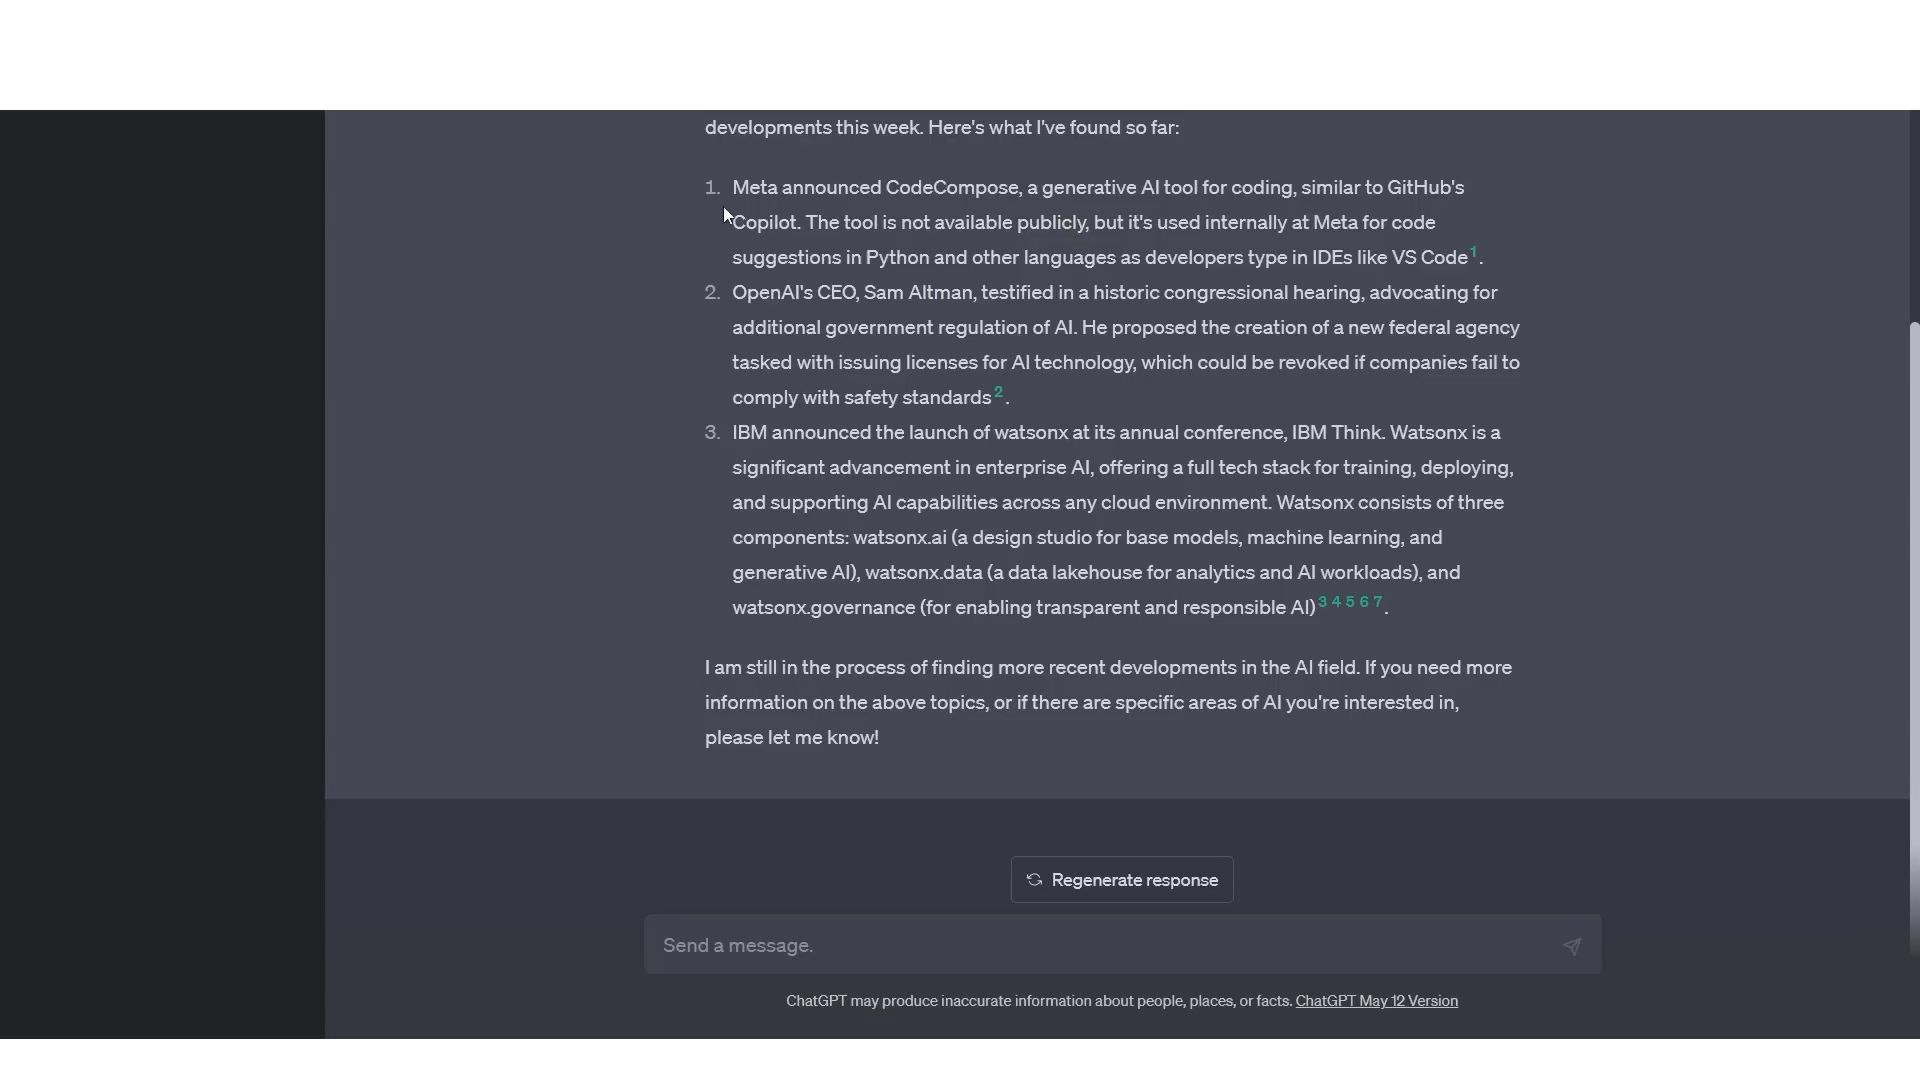 developments this week. Here's what I've found so far:
1. Meta announced CodeCompose, a generative AI tool for coding, similar to GitHub's
Copilot. The tool is not available publicly, but it's used internally at Meta for code
suggestions in Python and other languages as developers type in IDEs like VS Code 1.
2. OpenAI's CEO, Sam Altman, testified in a historic congressional hearing, advocating for
additional government regulation of AI. He proposed the creation of a new federal agency
tasked with issuing licenses for AI technology, which could be revoked if companies fail to
comply with safety standards 2.
3. IBM announced the launch of watsonx at its annual conference, IBM Think. Watsonx is a
significant advancement in enterprise AI, offering a full tech stack for training, deploying,
and supporting AI capabilities across any cloud environment. Watsonx consists of three
components: watsonx.ai (a design studio for base models, machine learning, and
generative AI), watsonx.data (a data lakehouse for analytics and AI workloads), and
watsonx.governance (for enabling transparent and responsible AI) 3 4 5 6 7.
I am still in the process of finding more recent developments in the AI field. If you need more
information on the above topics, or if there are specific areas of AI you're interested in,
please let me know!
Regenerate response
Send a message.
ChatGPT may produce inaccurate information about people, places, or facts. ChatGPT May 12 Version